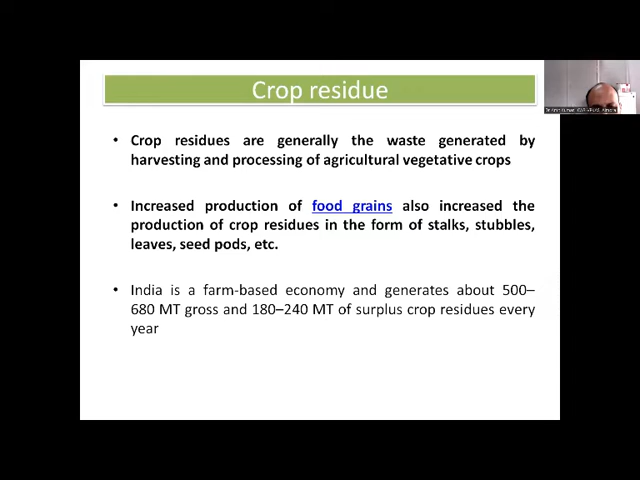 Crop residue
• Crop residues are generally the waste generated by
harvesting and processing of agricultural vegetative crops
• Increased production of food grains also increased the
production of crop residues in the form of stalks, stubbles,
leaves, seed pods, etc.
• India is a farm-based economy and generates about 500–
680 MT gross and 180–240 MT of surplus crop residues every
year